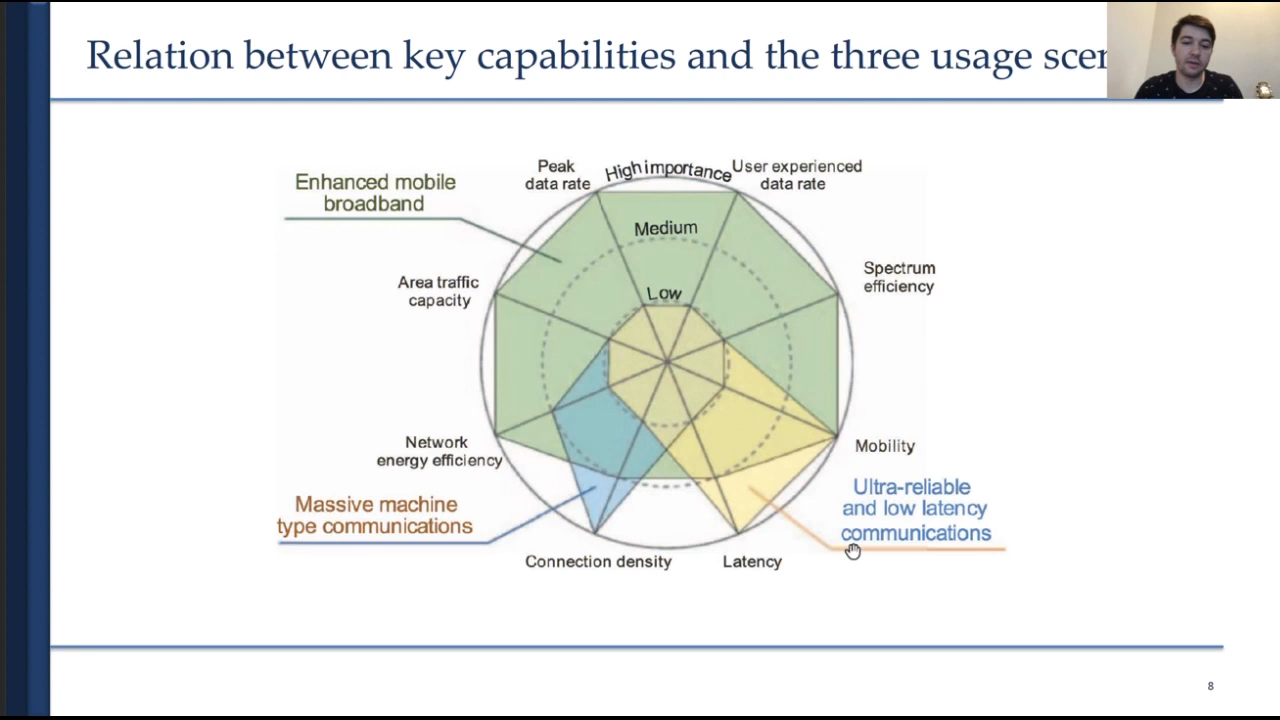 Relation between key capabilities and the three usage scen
Peak
data rate
High importance
User experienced
data rate
Enhanced mobile
broadband
Medium
Area traffic
capacity
Spectrum
efficiency
Low
Network
energy efficiency
Mobility
Massive machine
type communications
Ultra-reliable
and low latency
communications
Connection density
Latency
8